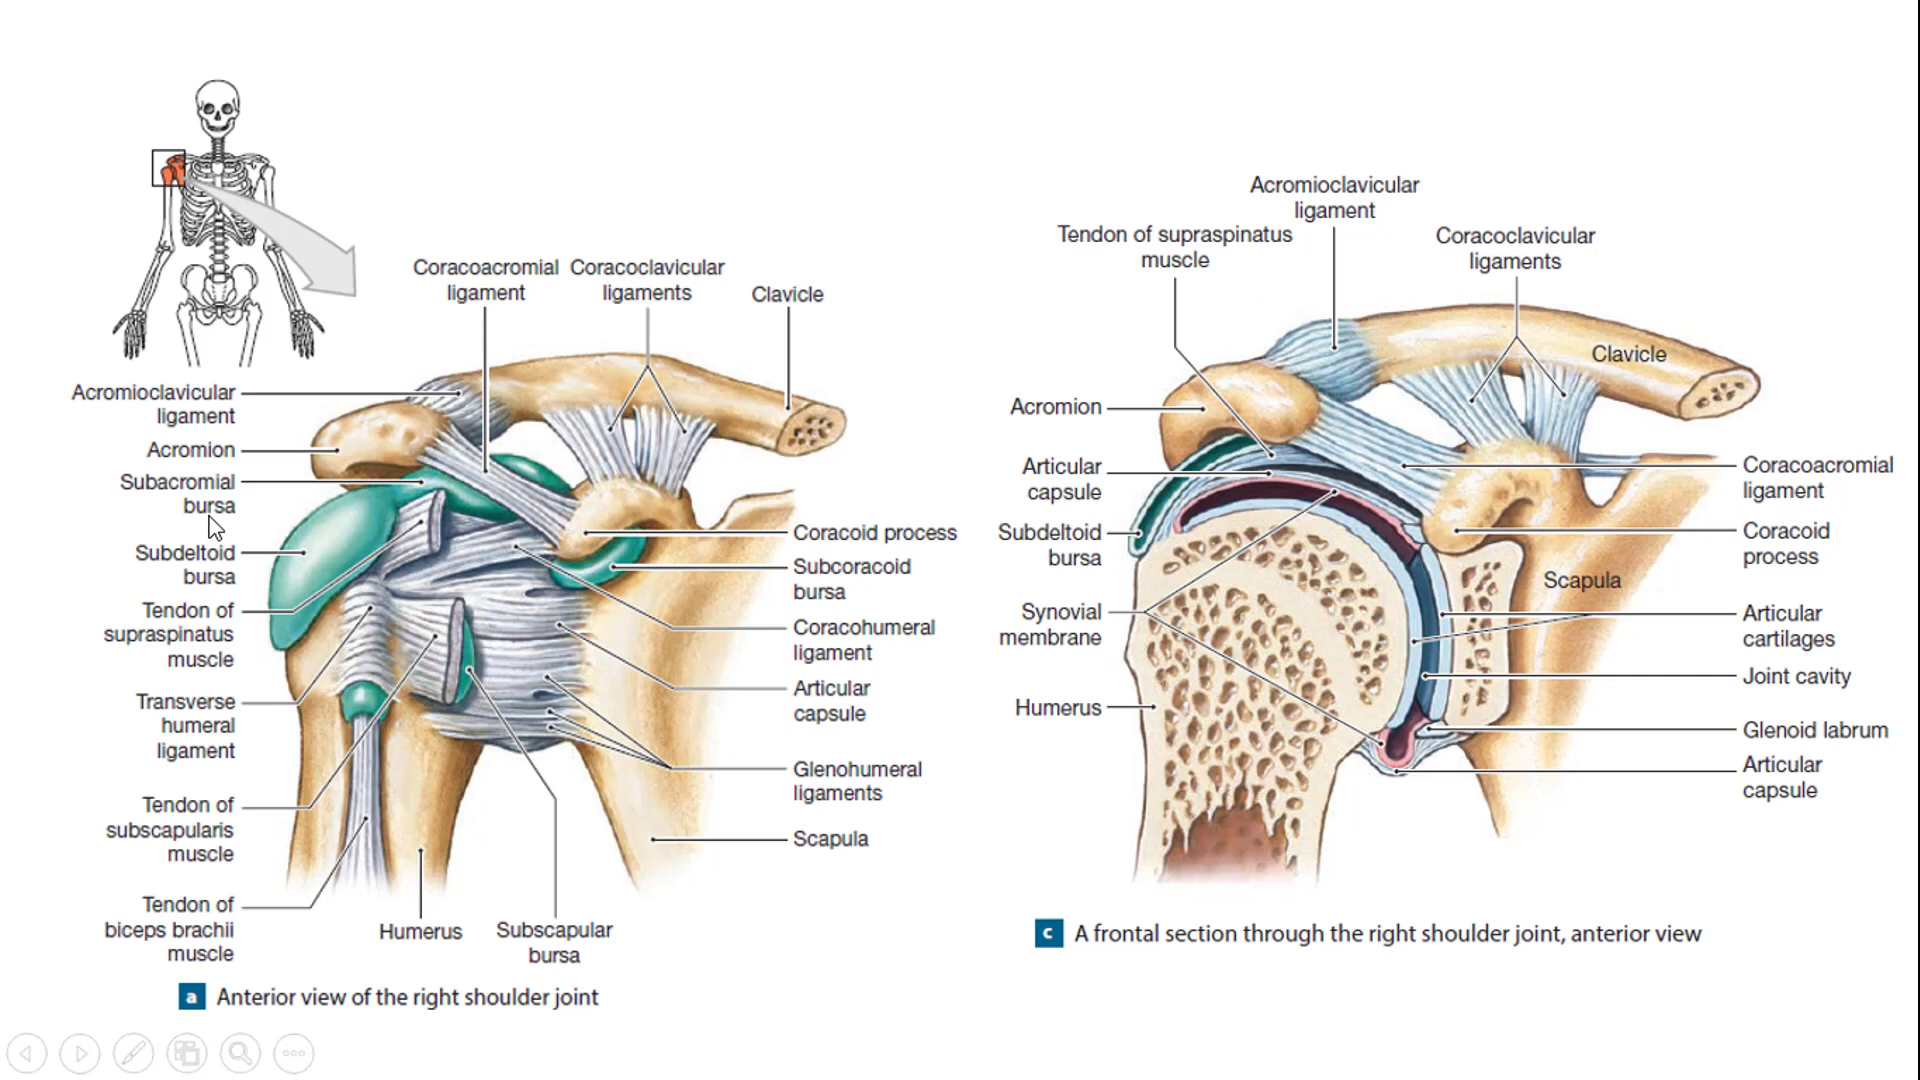 Coracoacromial
ligament
Coracoclavicular
ligaments
Clavicle
Acromioclavicular
ligament
Acromion
Subacromial
bursa
Subdeltoid
bursa
Tendon of
supraspinatus
muscle
Transverse
humeral
ligament
Tendon of
subscapularis
muscle
Tendon of
biceps brachii
muscle
Humerus
Subscapular
bursa
Coracoid process
Subcoracoid
bursa
Coracohumeral
ligament
Articular
capsule
Glenohumeral
ligaments
Scapula
a Anterior view of the right shoulder joint
Acromioclavicular
ligament
Tendon of supraspinatus
muscle
Coracoclavicular
ligaments
Clavicle
Acromion
Articular
capsule
Subdeltoid
bursa
Synovial
membrane
Humerus
Coracoacromial
ligament
Coracoid
process
Scapula
Articular
cartilages
Joint cavity
Glenoid labrum
Articular
capsule
c A frontal section through the right shoulder joint, anterior view